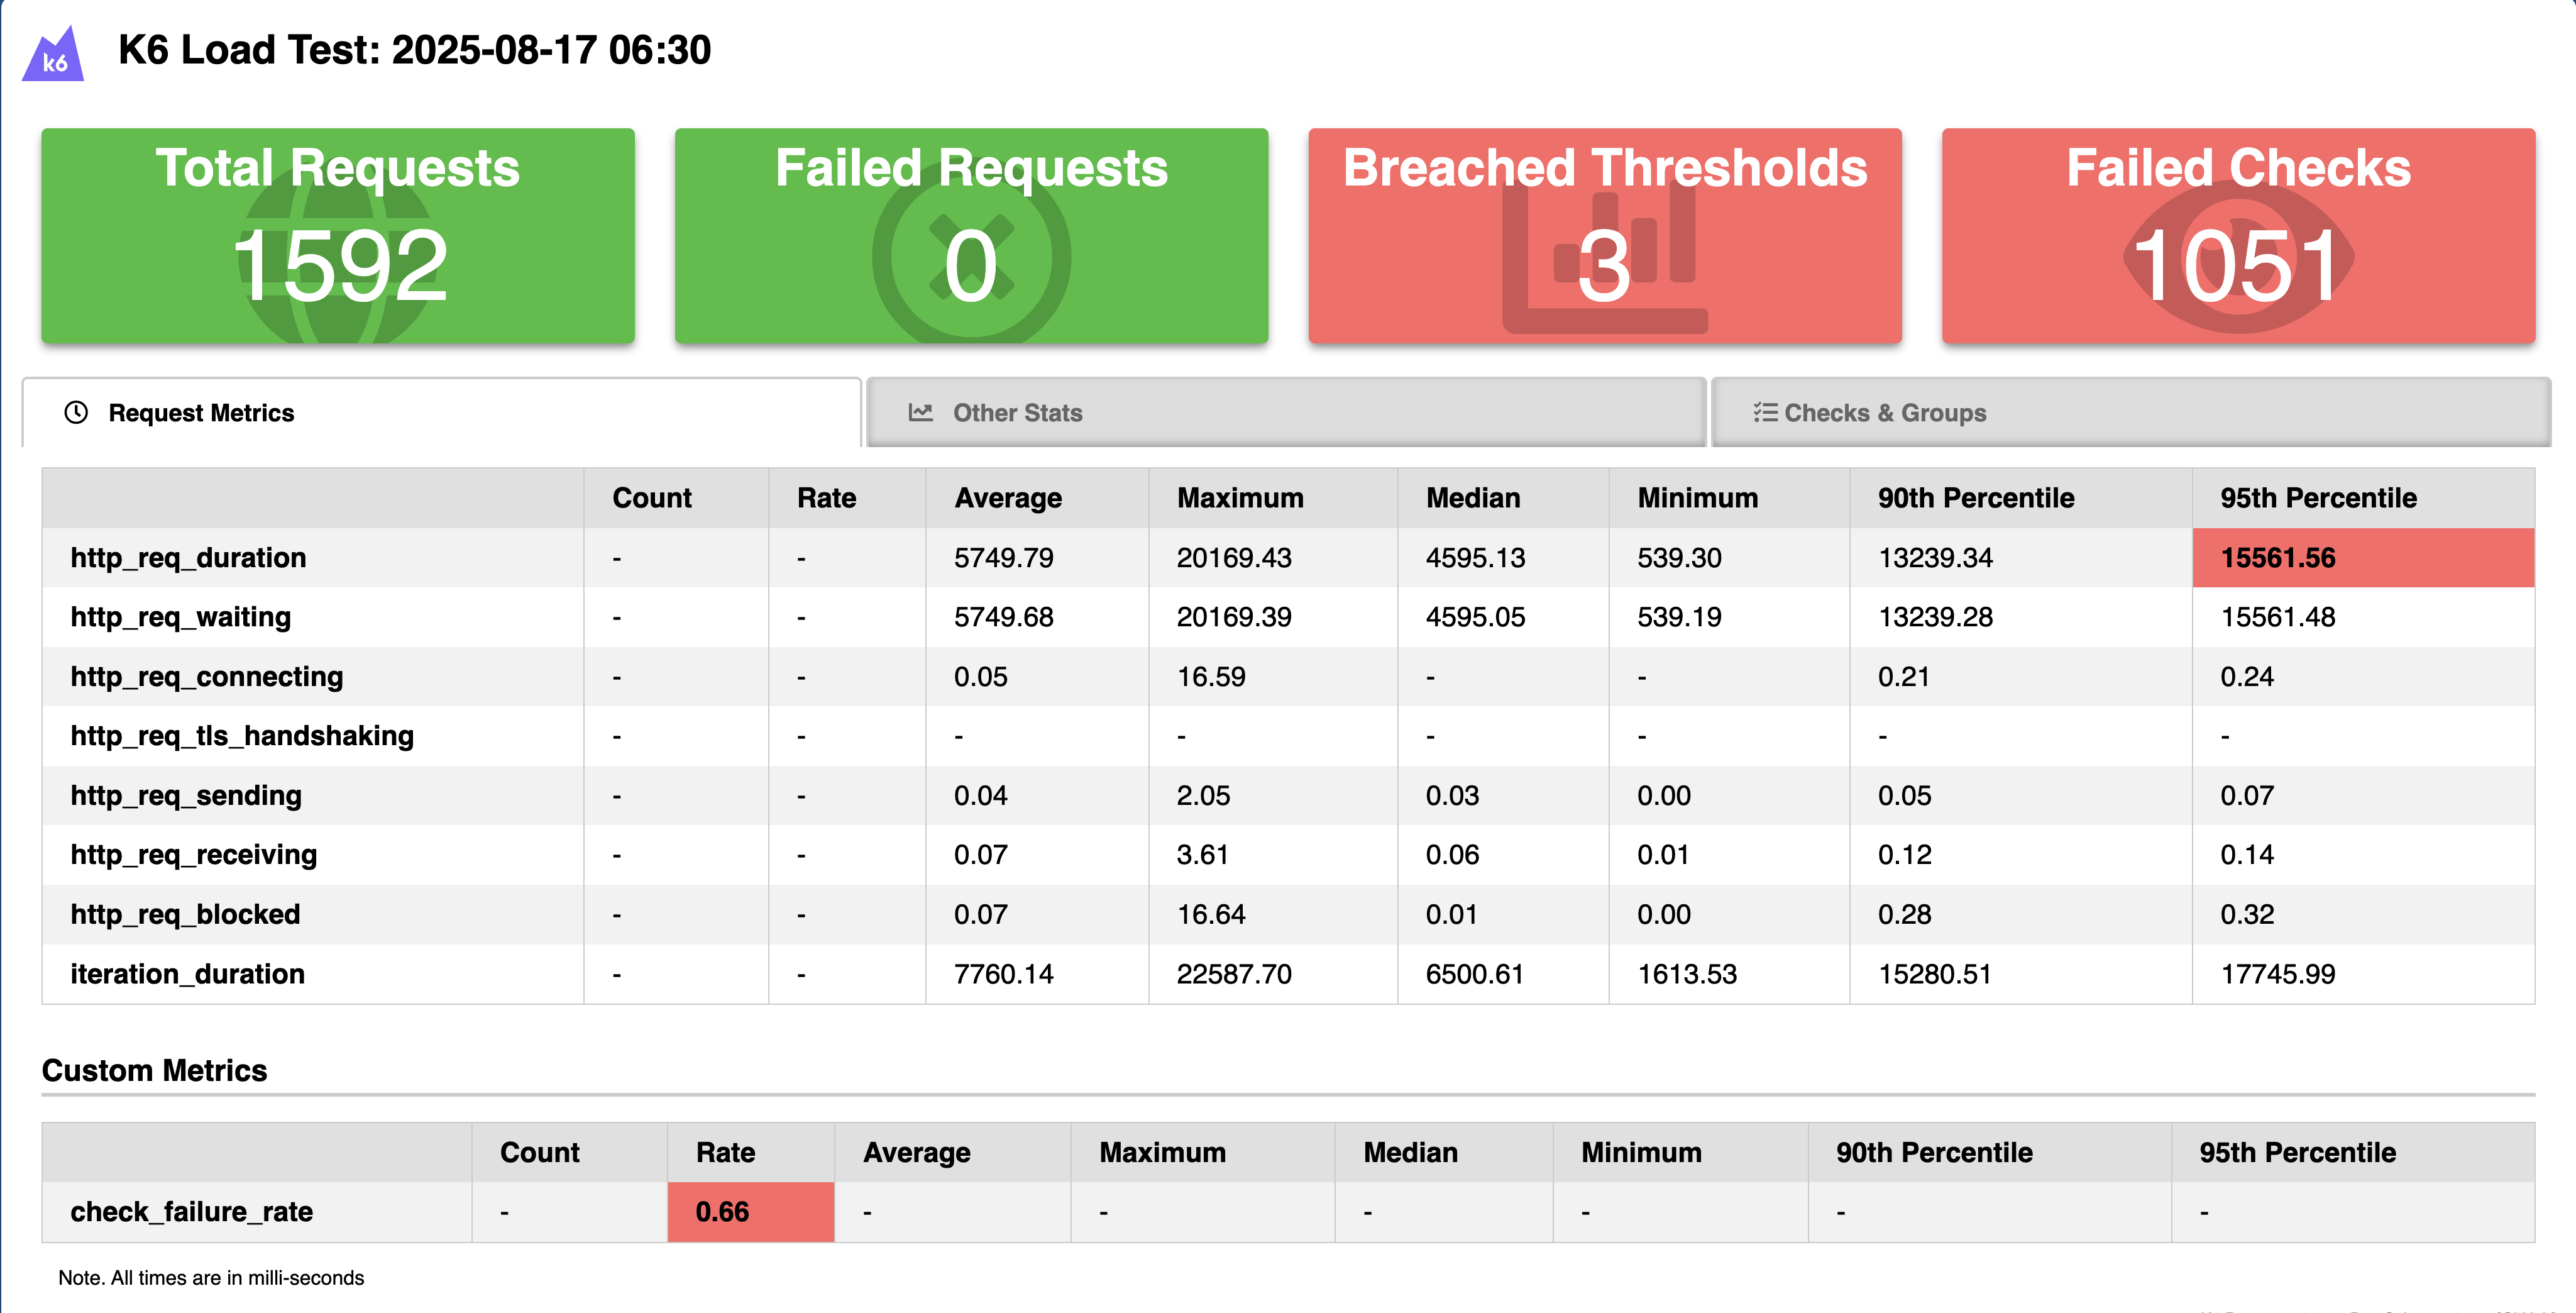 k6 K6 Load Test: 2025-08-17 06:30
Total Requests Failed Requests Breached Thresholds Failed Checks
1592 0 3 1051
Request Metrics Other Stats Checks & Groups
Count Rate Average Maximum Median Minimum 90th Percentile 95th Percentile
http_req_duration - - 5749.79 20169.43 4595.13 539.30 13239.34 15561.56
http_req_waiting - - 5749.68 20169.39 4595.05 539.19 13239.28 15561.48
http_req_connecting - - 0.05 16.59 - - 0.21 0.24
http_req_tls_handshaking - - - - - - - -
http_req_sending - - 0.04 2.05 0.03 0.00 0.05 0.07
http_req_receiving - - 0.07 3.61 0.06 0.01 0.12 0.14
http_req_blocked - - 0.07 16.64 0.01 0.00 0.28 0.32
iteration_duration - - 7760.14 22587.70 6500.61 1613.53 15280.51 17745.99
Custom Metrics
Count Rate Average Maximum Median Minimum 90th Percentile 95th Percentile
check_failure_rate - 0.66 - - - - - -
Note. All times are in milli-seconds